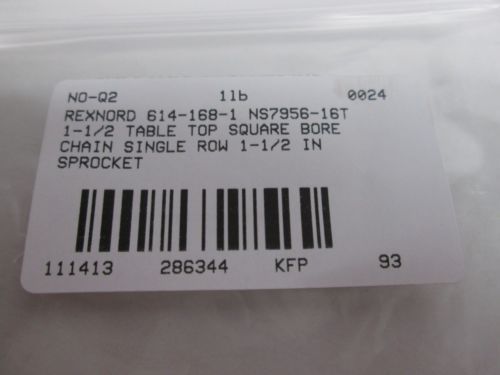 NO-Q2 1lb 0024
REXNORD 614-168-1 NS7956-16T
1-1/2 TABLE TOP SQUARE BORE
CHAIN SINGLE ROW 1-1/2 IN
SPROCKET
111413 286344 KFP 93